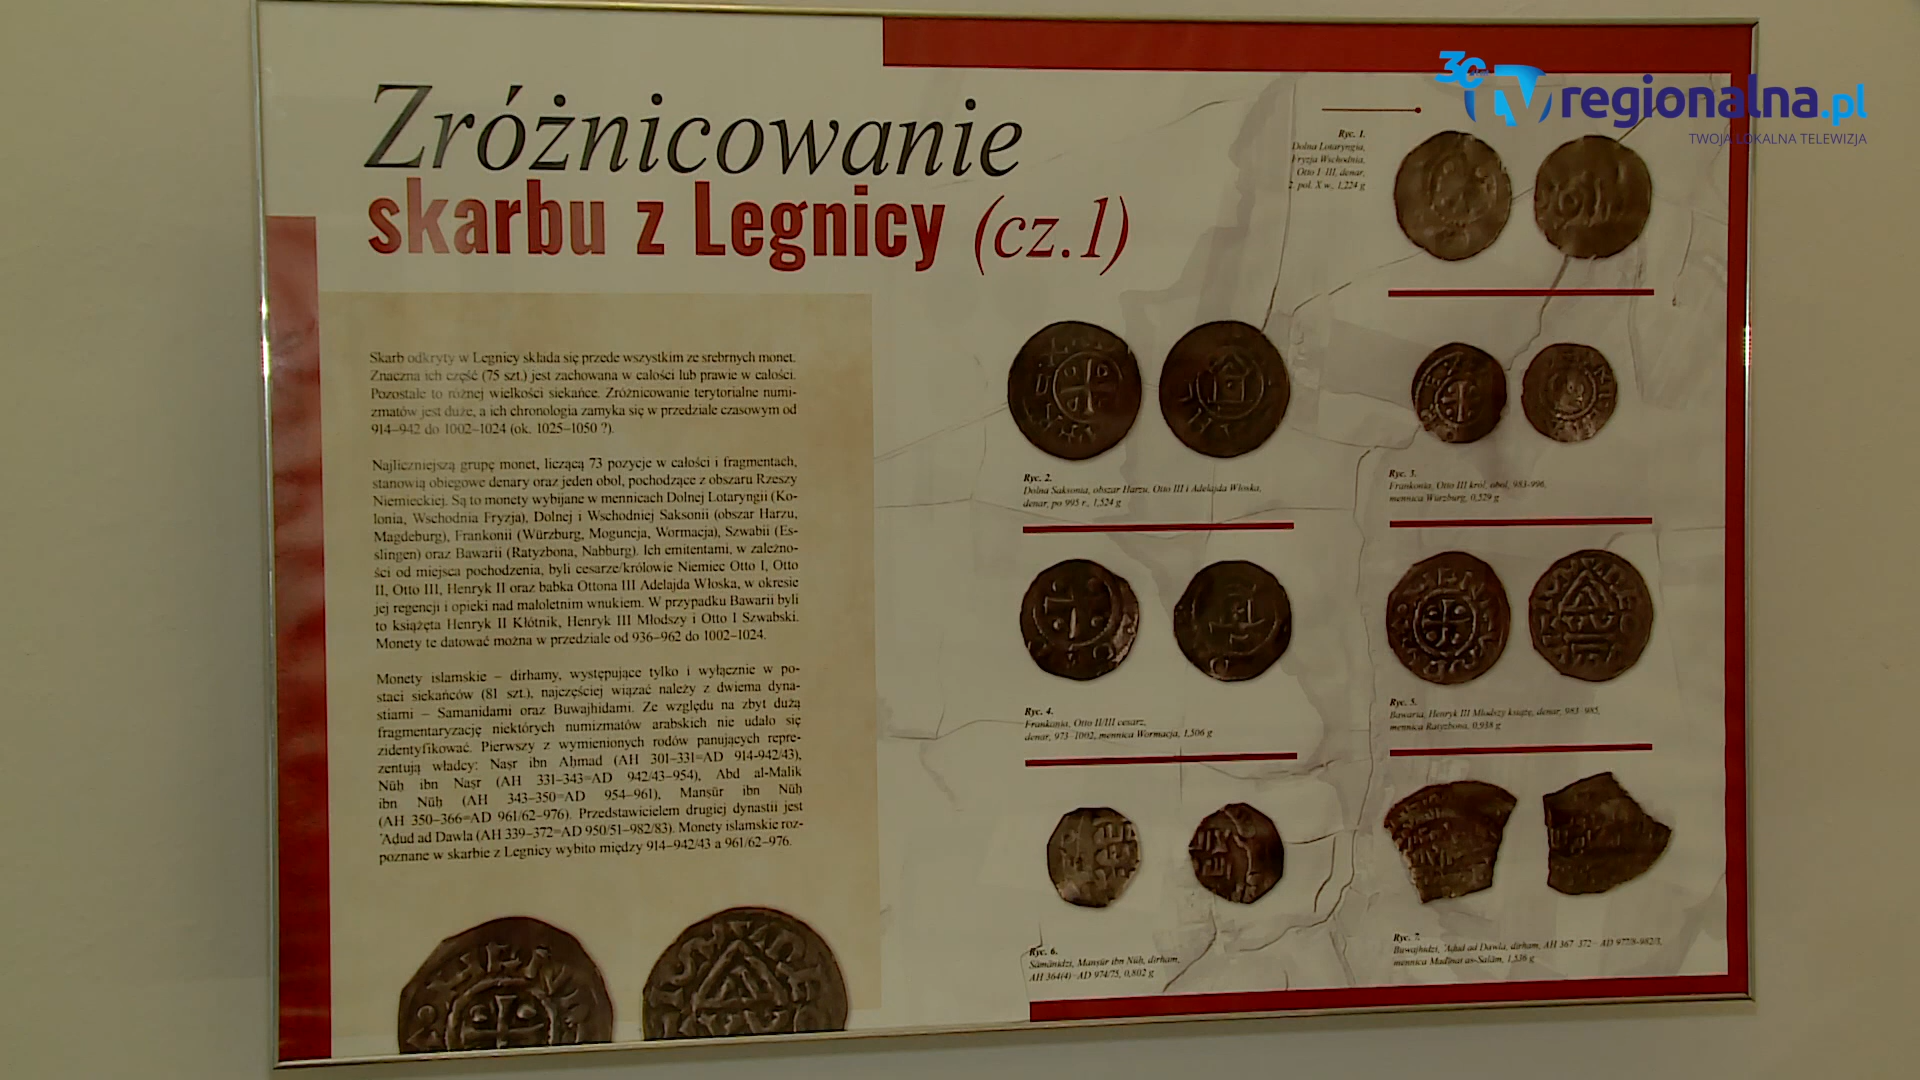 30 lat
TV regionalna.pl
TWOJA LOKALNA TELEWIZJA
Zróżnicowanie
skarbu z Legnicy (cz.1)
Skarb odkryty w Legnicy składa się przede wszystkim ze srebrnych monet.
Znaczna ich część (75 szt.) jest zachowana w całości lub prawie w całości.
Pozostałe to różnej wielkości siekańce. Zróżnicowanie terytorialne numi-
zmatów jest duże, a ich chronologia zamyka się w przedziale czasowym od
914–942 do 1002–1024 (ok. 1025–1050 ?).
Najliczniejszą grupę monet, liczącą 73 pozycje w całości i fragmentach,
stanowią obiegowe denary oraz jeden obol, pochodzące z obszaru Rzeszy
Niemieckiej. Są to monety wybijane w mennicach Dolnej Lotaryngii (Ko-
lonia, Wschodnia Fryzja), Dolnej i Wschodniej Saksonii (obszar Harzu,
Magdeburg), Frankonii (Würzburg, Moguncja, Wormacja), Szwabii (Es-
slingen) oraz Bawarii (Ratyzbona, Nabburg). Ich emitentami, w zależno-
ści od miejsca pochodzenia, byli cesarze/królowie Niemiec Otto I, Otto
II, Otto III, Henryk II oraz babka Ottona III Adelajda Włoska, w okresie
jej regencji i opieki nad małoletnim wnukiem. W przypadku Bawarii byli
to książęta Henryk II Kłótnik, Henryk III Młodszy i Otto I Szwabski.
Monety te datować można w przedziale od 936–962 do 1002–1024.
Monety islamskie – dirhamy, występujące tylko i wyłącznie w po-
staci siekańców (81 szt.), najczęściej wiązać należy z dwiema dyna-
stiami – Samanidami oraz Buwajhidami. Ze względu na zbyt dużą
fragmentaryzację niektórych numizmatów arabskich nie udało się
zidentyfikować. Pierwszy z wymienionych rodów panujących repre-
zentują władcy: Naṣr ibn Aḥmad (AH 301–331=AD 914-942/43),
Nūḥ ibn Naṣr (AH 331–343=AD 942/43–954), Abd al-Malik
ibn Nūḥ (AH 343–350=AD 954–961), Manṣūr ibn Nūḥ
(AH 350–366=AD 961/62–976). Przedstawicielem drugiej dynastii jest
'Aḍud ad Dawla (AH 339–372=AD 950/51–982/83). Monety islamskie roz-
poznane w skarbie z Legnicy wybito między 914–942/43 a 961/62–976.
Ryc. 1.
Dolna Lotaryngia,
Fryzja Wschodnia,
Otto I–III, denar,
2. poł. X w., 1,224 g
Ryc. 2.
Dolna Saksonia, obszar Harzu, Otto III i Adelajda Włoska,
denar, po 995 r., 1,524 g
Ryc. 3.
Frankonia, Otto III król, obol, 983-996,
mennica Würzburg, 0,529 g
Ryc. 4.
Frankonia, Otto II/III cesarz,
denar, 973–1002, mennica Wormacja, 1,506 g
Ryc. 5.
Bawaria, Henryk III Młodszy książę, denar, 983–985,
mennica Ratyzbona, 0,938 g
Ryc. 6.
Sāmānidzi, Manṣūr ibn Nūḥ, dirham,
AH 364(4)=AD 974/75, 0,802 g
Ryc. 7.
Buwajhidzi, 'Aḍud ad Dawla, dirham, AH 367–372= AD 977/8–982/3,
mennica Madīnat as-Salām, 1,536 g